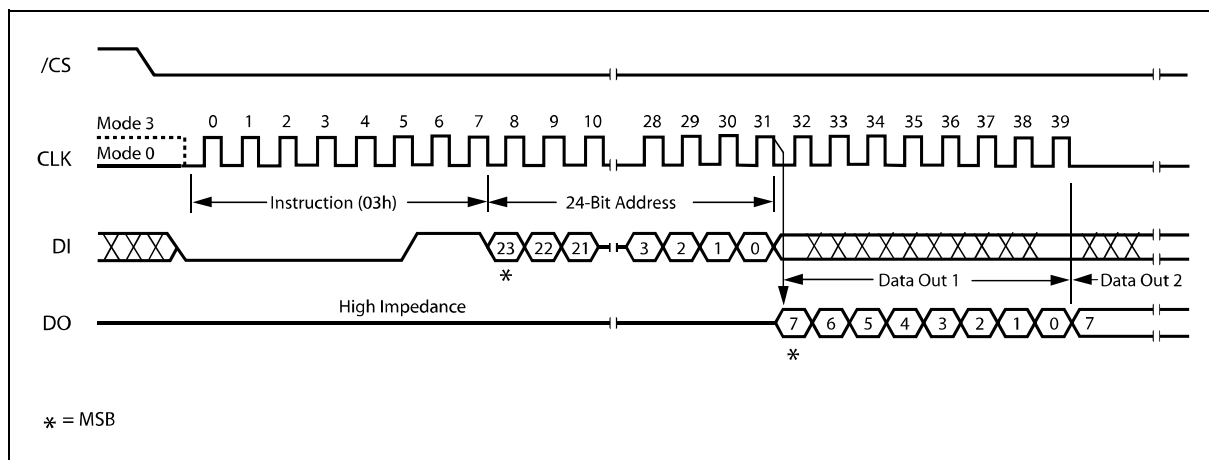 /CS
Mode 3
0 1 2 3 4 5 6 7 8 9 10 28 29 30 31 32 33 34 35 36 37 38 39
CLK
Mode 0
Instruction (03h)
24-Bit Address
DI
23 22 21 3 2 1 0
*
Data Out 1
Data Out 2
High Impedance
DO
7 6 5 4 3 2 1 0 7
*
* = MSB